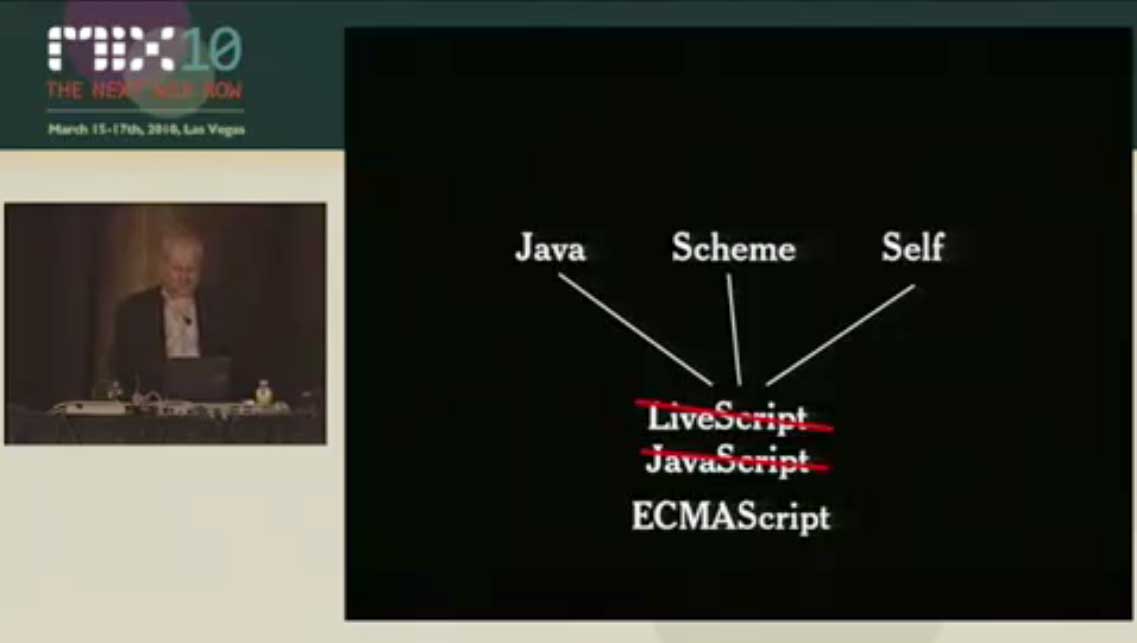 MIX10
THE NEXT WEB NOW
March 15-17th, 2010, Las Vegas
Java Scheme Self
LiveScript
JavaScript
ECMAScript